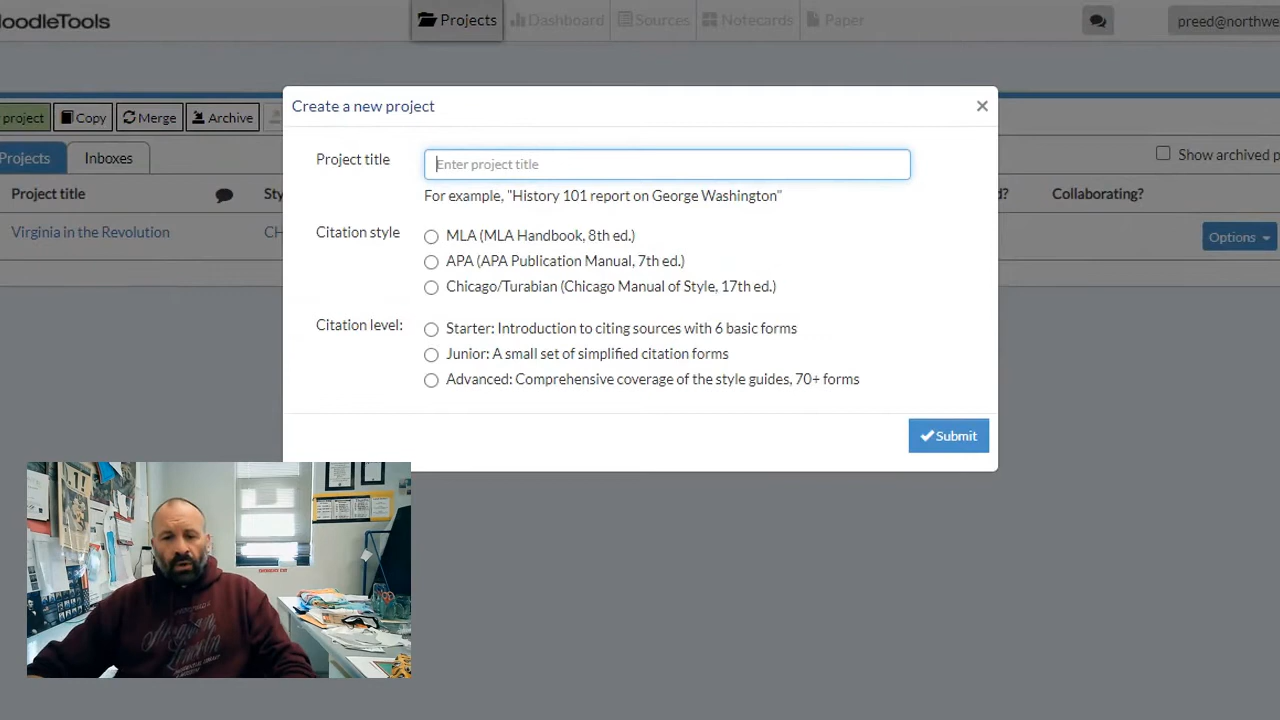 oodleTools
Projects
Dashboard
Sources
Notecards
Paper
preed@northwe
Create a new project
project
Copy
Merge
Archive
Projects
Inboxes
Show archived p
Project title
Sty
d?
Collaborating?
Virginia in the Revolution
CH
Options
Project title
Enter project title
For example, "History 101 report on George Washington"
Citation style
MLA (MLA Handbook, 8th ed.)
APA (APA Publication Manual, 7th ed.)
Chicago/Turabian (Chicago Manual of Style, 17th ed.)
Citation level:
Starter: Introduction to citing sources with 6 basic forms
Junior: A small set of simplified citation forms
Advanced: Comprehensive coverage of the style guides, 70+ forms
Submit